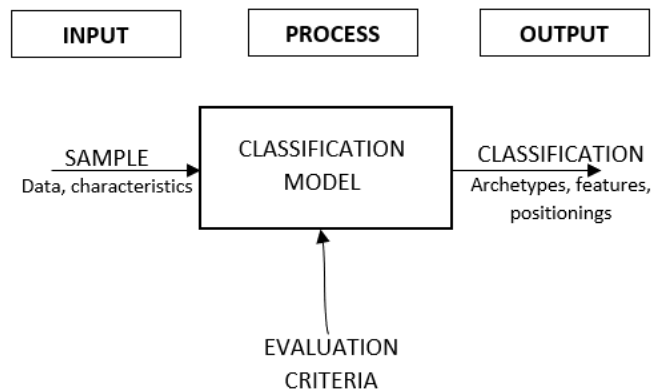 INPUT
PROCESS
OUTPUT
SAMPLE
Data, characteristics
CLASSIFICATION
MODEL
CLASSIFICATION
Archetypes, features,
positionings
EVALUATION
CRITERIA